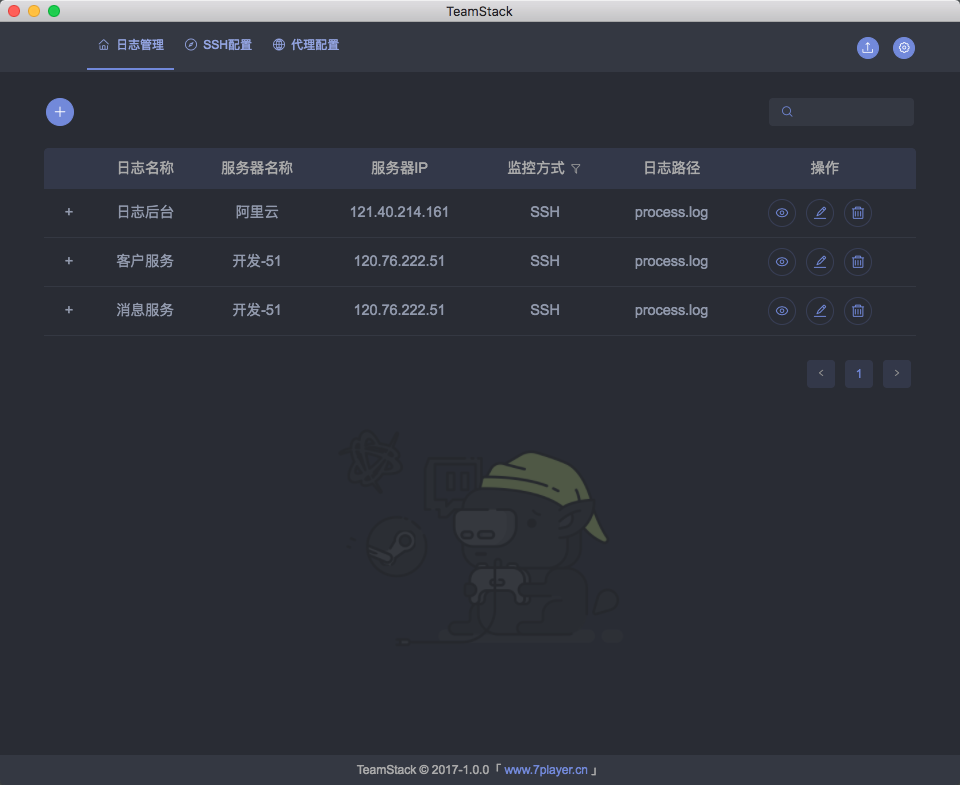 TeamStack
日志管理 SSH配置 代理配置
日志名称 服务器名称 服务器IP 监控方式 日志路径 操作
+ 日志后台 阿里云 121.40.214.161 SSH process.log
+ 客户服务 开发-51 120.76.222.51 SSH process.log
+ 消息服务 开发-51 120.76.222.51 SSH process.log
< 1 >
TeamStack © 2017-1.0.0「 www.7player.cn 」